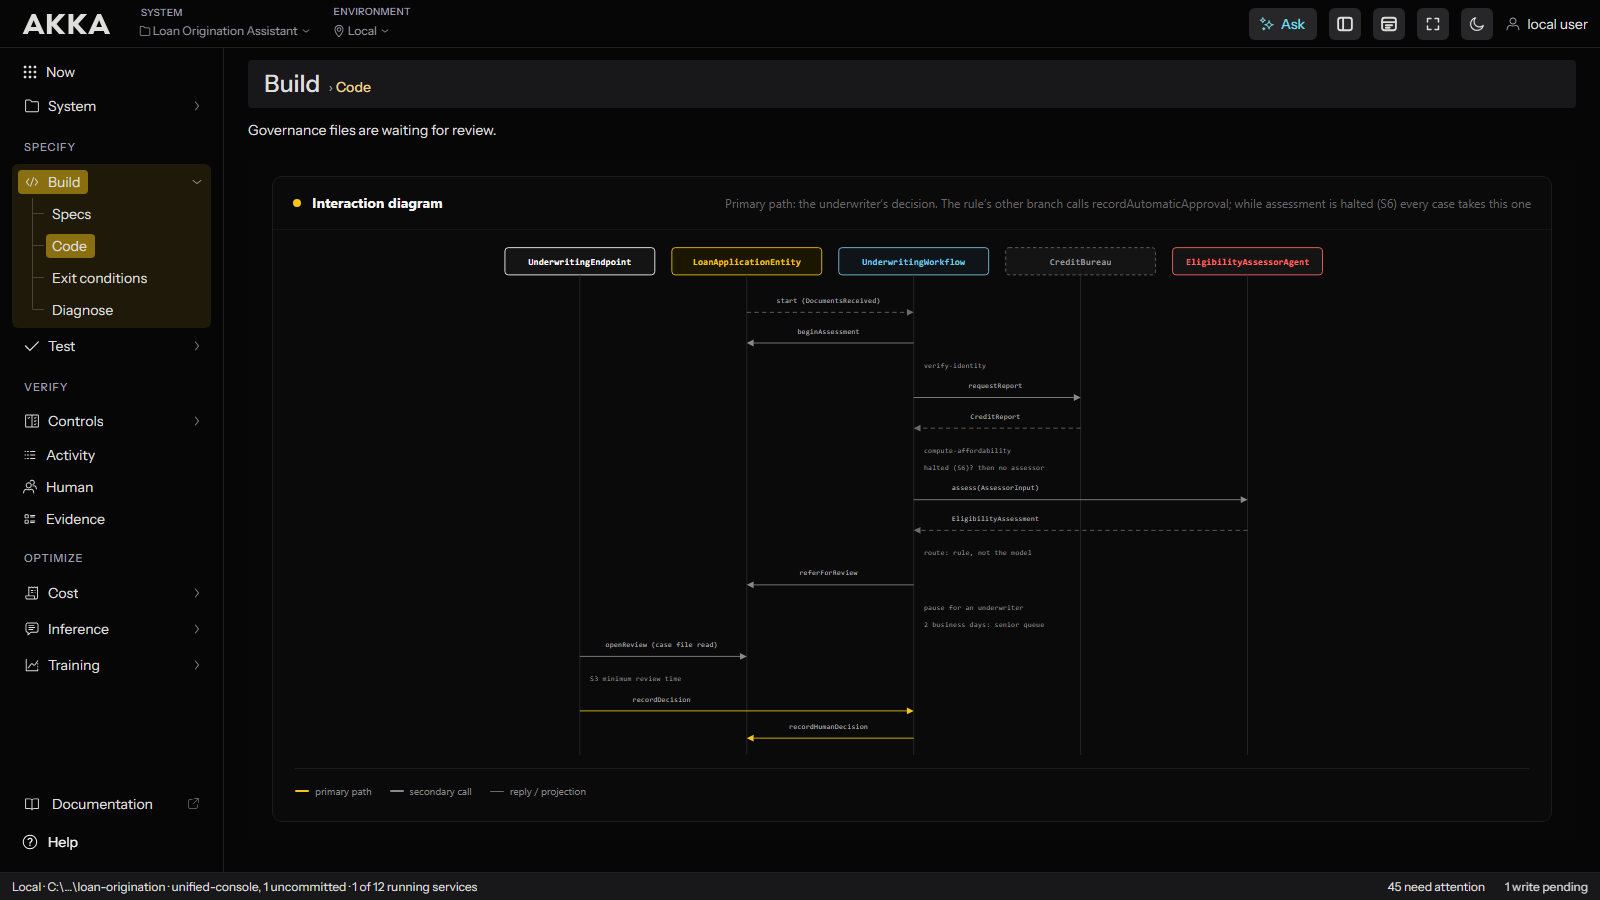 AKKA
SYSTEM
Loan Origination Assistant
ENVIRONMENT
Local
Ask
local user
Now
System
SPECIFY
Build
Specs
Code
Exit conditions
Diagnose
Test
VERIFY
Controls
Activity
Human
Evidence
OPTIMIZE
Cost
Inference
Training
Documentation
Help
Build › Code
Governance files are waiting for review.
Interaction diagram
Primary path: the underwriter's decision. The rule's other branch calls recordAutomaticApproval; while assessment is halted (S6) every case takes this one
UnderwritingEndpoint
LoanApplicationEntity
UnderwritingWorkflow
CreditBureau
EligibilityAssessorAgent
start (DocumentsReceived)
beginAssessment
verify-identity
requestReport
CreditReport
compute-affordability
halted (S6)? then no assessor
assess(AssessorInput)
EligibilityAssessment
route: rule, not the model
referForReview
pause for an underwriter
2 business days: senior queue
openReview (case file read)
S3 minimum review time
recordDecision
recordHumanDecision
primary path
secondary call
reply / projection
Local · C:\...\loan-origination · unified-console, 1 uncommitted · 1 of 12 running services
45 need attention
1 write pending